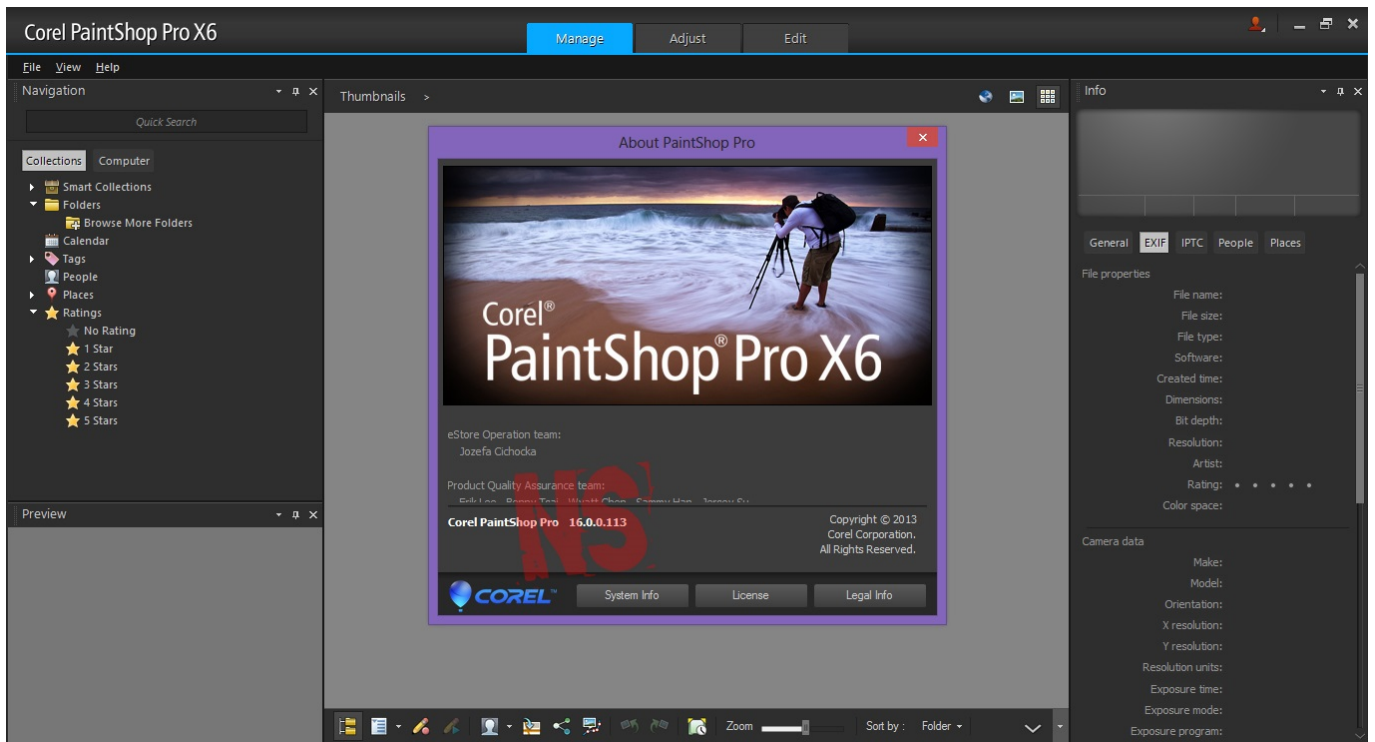 Corel PaintShop Pro X6
Manage
Adjust
Edit
File View Help
Navigation
Quick Search
Collections Computer
Smart Collections
Folders
Browse More Folders
Calendar
Tags
People
Places
Ratings
No Rating
1 Star
2 Stars
3 Stars
4 Stars
5 Stars
Preview
Thumbnails >
About PaintShop Pro
Corel®
PaintShop® Pro X6
eStore Operation team:
Jozefa Cichocka
Product Quality Assurance team:
NS
Corel PaintShop Pro 16.0.0.113
Copyright © 2013
Corel Corporation.
All Rights Reserved.
COREL™
System Info
License
Legal Info
Zoom
Sort by : Folder
Info
General EXIF IPTC People Places
File properties
File name:
File size:
File type:
Software:
Created time:
Dimensions:
Bit depth:
Resolution:
Artist:
Rating:
Color space:
Camera data
Make:
Model:
Orientation:
X resolution:
Y resolution:
Resolution units:
Exposure time:
Exposure mode:
Exposure program: